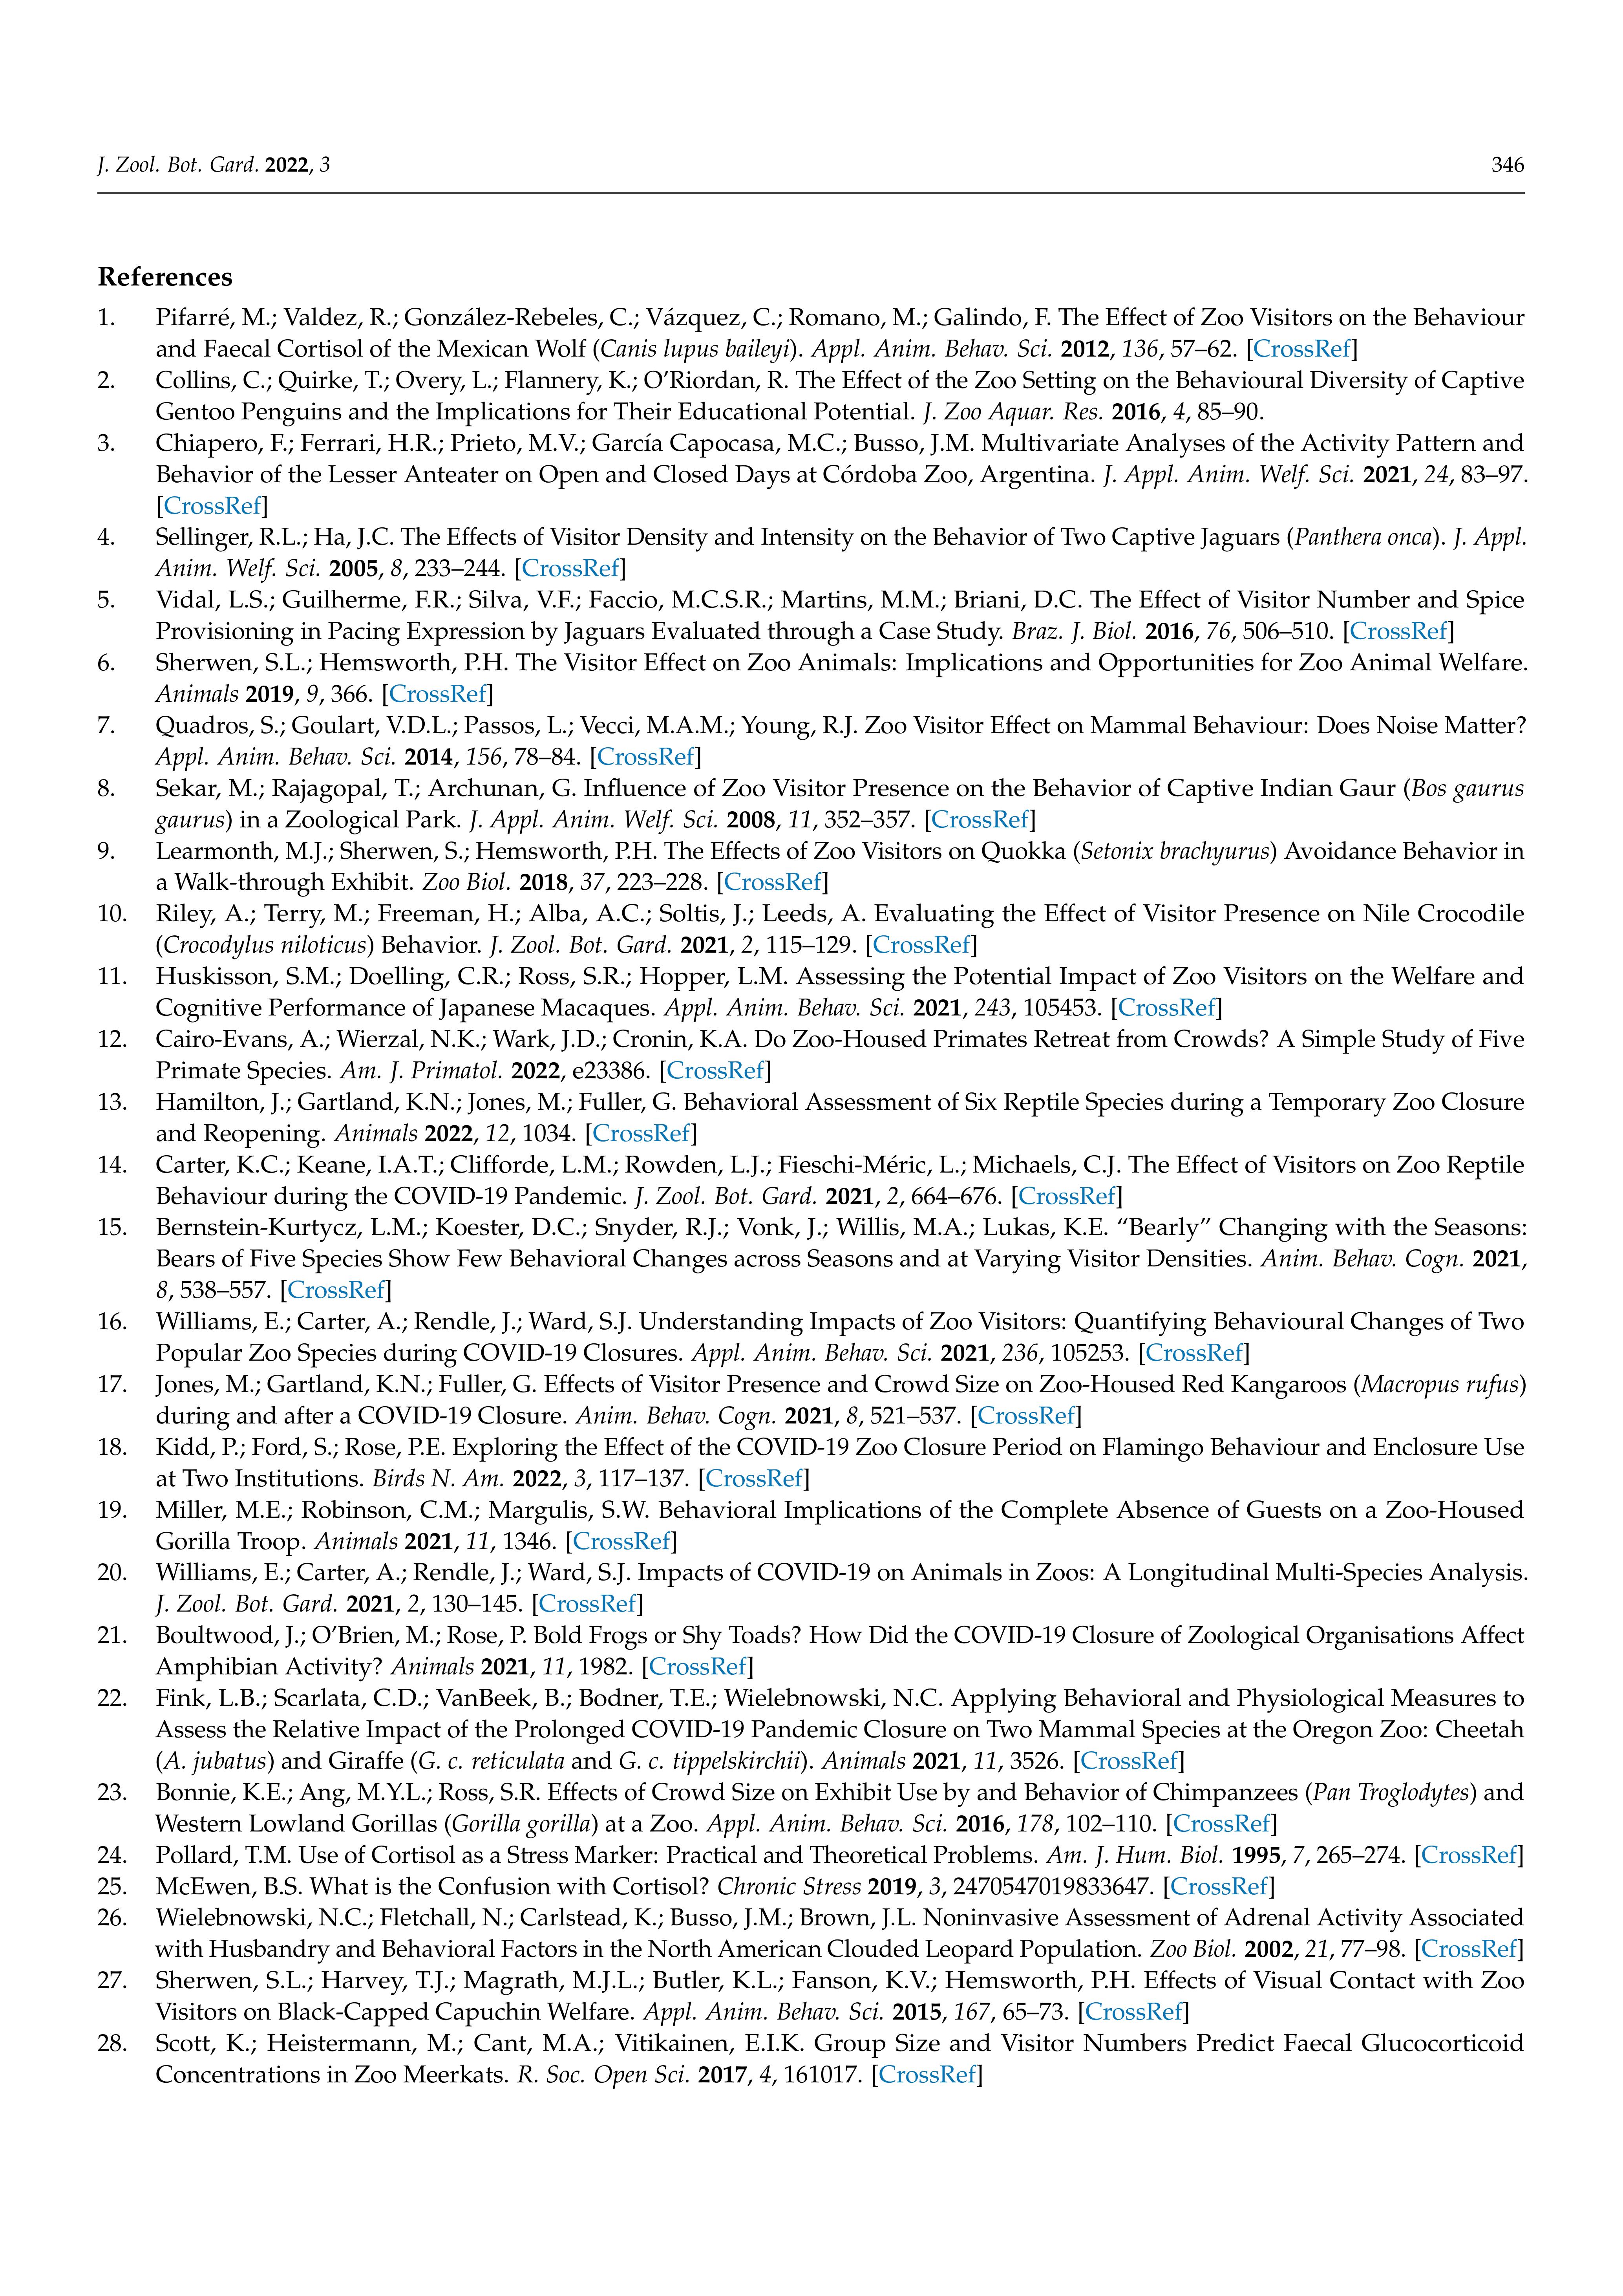 J. Zool. Bot. Gard. 2022, 3
346
References
1. Pifarré, M.; Valdez, R.; González-Rebeles, C.; Vázquez, C.; Romano, M.; Galindo, F. The Effect of Zoo Visitors on the Behaviour
and Faecal Cortisol of the Mexican Wolf (Canis lupus baileyi). Appl. Anim. Behav. Sci. 2012, 136, 57–62. [CrossRef]
2. Collins, C.; Quirke, T.; Overy, L.; Flannery, K.; O’Riordan, R. The Effect of the Zoo Setting on the Behavioural Diversity of Captive
Gentoo Penguins and the Implications for Their Educational Potential. J. Zoo Aquar. Res. 2016, 4, 85–90.
3. Chiapero, F.; Ferrari, H.R.; Prieto, M.V.; García Capocasa, M.C.; Busso, J.M. Multivariate Analyses of the Activity Pattern and
Behavior of the Lesser Anteater on Open and Closed Days at Córdoba Zoo, Argentina. J. Appl. Anim. Welf. Sci. 2021, 24, 83–97.
[CrossRef]
4. Sellinger, R.L.; Ha, J.C. The Effects of Visitor Density and Intensity on the Behavior of Two Captive Jaguars (Panthera onca). J. Appl.
Anim. Welf. Sci. 2005, 8, 233–244. [CrossRef]
5. Vidal, L.S.; Guilherme, F.R.; Silva, V.F.; Faccio, M.C.S.R.; Martins, M.M.; Briani, D.C. The Effect of Visitor Number and Spice
Provisioning in Pacing Expression by Jaguars Evaluated through a Case Study. Braz. J. Biol. 2016, 76, 506–510. [CrossRef]
6. Sherwen, S.L.; Hemsworth, P.H. The Visitor Effect on Zoo Animals: Implications and Opportunities for Zoo Animal Welfare.
Animals 2019, 9, 366. [CrossRef]
7. Quadros, S.; Goulart, V.D.L.; Passos, L.; Vecci, M.A.M.; Young, R.J. Zoo Visitor Effect on Mammal Behaviour: Does Noise Matter?
Appl. Anim. Behav. Sci. 2014, 156, 78–84. [CrossRef]
8. Sekar, M.; Rajagopal, T.; Archunan, G. Influence of Zoo Visitor Presence on the Behavior of Captive Indian Gaur (Bos gaurus
gaurus) in a Zoological Park. J. Appl. Anim. Welf. Sci. 2008, 11, 352–357. [CrossRef]
9. Learmonth, M.J.; Sherwen, S.; Hemsworth, P.H. The Effects of Zoo Visitors on Quokka (Setonix brachyurus) Avoidance Behavior in
a Walk-through Exhibit. Zoo Biol. 2018, 37, 223–228. [CrossRef]
10. Riley, A.; Terry, M.; Freeman, H.; Alba, A.C.; Soltis, J.; Leeds, A. Evaluating the Effect of Visitor Presence on Nile Crocodile
(Crocodylus niloticus) Behavior. J. Zool. Bot. Gard. 2021, 2, 115–129. [CrossRef]
11. Huskisson, S.M.; Doelling, C.R.; Ross, S.R.; Hopper, L.M. Assessing the Potential Impact of Zoo Visitors on the Welfare and
Cognitive Performance of Japanese Macaques. Appl. Anim. Behav. Sci. 2021, 243, 105453. [CrossRef]
12. Cairo-Evans, A.; Wierzal, N.K.; Wark, J.D.; Cronin, K.A. Do Zoo-Housed Primates Retreat from Crowds? A Simple Study of Five
Primate Species. Am. J. Primatol. 2022, e23386. [CrossRef]
13. Hamilton, J.; Gartland, K.N.; Jones, M.; Fuller, G. Behavioral Assessment of Six Reptile Species during a Temporary Zoo Closure
and Reopening. Animals 2022, 12, 1034. [CrossRef]
14. Carter, K.C.; Keane, I.A.T.; Clifforde, L.M.; Rowden, L.J.; Fieschi-Méric, L.; Michaels, C.J. The Effect of Visitors on Zoo Reptile
Behaviour during the COVID-19 Pandemic. J. Zool. Bot. Gard. 2021, 2, 664–676. [CrossRef]
15. Bernstein-Kurtycz, L.M.; Koester, D.C.; Snyder, R.J.; Vonk, J.; Willis, M.A.; Lukas, K.E. “Bearly” Changing with the Seasons:
Bears of Five Species Show Few Behavioral Changes across Seasons and at Varying Visitor Densities. Anim. Behav. Cogn. 2021,
8, 538–557. [CrossRef]
16. Williams, E.; Carter, A.; Rendle, J.; Ward, S.J. Understanding Impacts of Zoo Visitors: Quantifying Behavioural Changes of Two
Popular Zoo Species during COVID-19 Closures. Appl. Anim. Behav. Sci. 2021, 236, 105253. [CrossRef]
17. Jones, M.; Gartland, K.N.; Fuller, G. Effects of Visitor Presence and Crowd Size on Zoo-Housed Red Kangaroos (Macropus rufus)
during and after a COVID-19 Closure. Anim. Behav. Cogn. 2021, 8, 521–537. [CrossRef]
18. Kidd, P.; Ford, S.; Rose, P.E. Exploring the Effect of the COVID-19 Zoo Closure Period on Flamingo Behaviour and Enclosure Use
at Two Institutions. Birds N. Am. 2022, 3, 117–137. [CrossRef]
19. Miller, M.E.; Robinson, C.M.; Margulis, S.W. Behavioral Implications of the Complete Absence of Guests on a Zoo-Housed
Gorilla Troop. Animals 2021, 11, 1346. [CrossRef]
20. Williams, E.; Carter, A.; Rendle, J.; Ward, S.J. Impacts of COVID-19 on Animals in Zoos: A Longitudinal Multi-Species Analysis.
J. Zool. Bot. Gard. 2021, 2, 130–145. [CrossRef]
21. Boultwood, J.; O’Brien, M.; Rose, P. Bold Frogs or Shy Toads? How Did the COVID-19 Closure of Zoological Organisations Affect
Amphibian Activity? Animals 2021, 11, 1982. [CrossRef]
22. Fink, L.B.; Scarlata, C.D.; VanBeek, B.; Bodner, T.E.; Wielebnowski, N.C. Applying Behavioral and Physiological Measures to
Assess the Relative Impact of the Prolonged COVID-19 Pandemic Closure on Two Mammal Species at the Oregon Zoo: Cheetah
(A. jubatus) and Giraffe (G. c. reticulata and G. c. tippelskirchii). Animals 2021, 11, 3526. [CrossRef]
23. Bonnie, K.E.; Ang, M.Y.L.; Ross, S.R. Effects of Crowd Size on Exhibit Use by and Behavior of Chimpanzees (Pan Troglodytes) and
Western Lowland Gorillas (Gorilla gorilla) at a Zoo. Appl. Anim. Behav. Sci. 2016, 178, 102–110. [CrossRef]
24. Pollard, T.M. Use of Cortisol as a Stress Marker: Practical and Theoretical Problems. Am. J. Hum. Biol. 1995, 7, 265–274. [CrossRef]
25. McEwen, B.S. What is the Confusion with Cortisol? Chronic Stress 2019, 3, 2470547019833647. [CrossRef]
26. Wielebnowski, N.C.; Fletchall, N.; Carlstead, K.; Busso, J.M.; Brown, J.L. Noninvasive Assessment of Adrenal Activity Associated
with Husbandry and Behavioral Factors in the North American Clouded Leopard Population. Zoo Biol. 2002, 21, 77–98. [CrossRef]
27. Sherwen, S.L.; Harvey, T.J.; Magrath, M.J.L.; Butler, K.L.; Fanson, K.V.; Hemsworth, P.H. Effects of Visual Contact with Zoo
Visitors on Black-Capped Capuchin Welfare. Appl. Anim. Behav. Sci. 2015, 167, 65–73. [CrossRef]
28. Scott, K.; Heistermann, M.; Cant, M.A.; Vitikainen, E.I.K. Group Size and Visitor Numbers Predict Faecal Glucocorticoid
Concentrations in Zoo Meerkats. R. Soc. Open Sci. 2017, 4, 161017. [CrossRef]